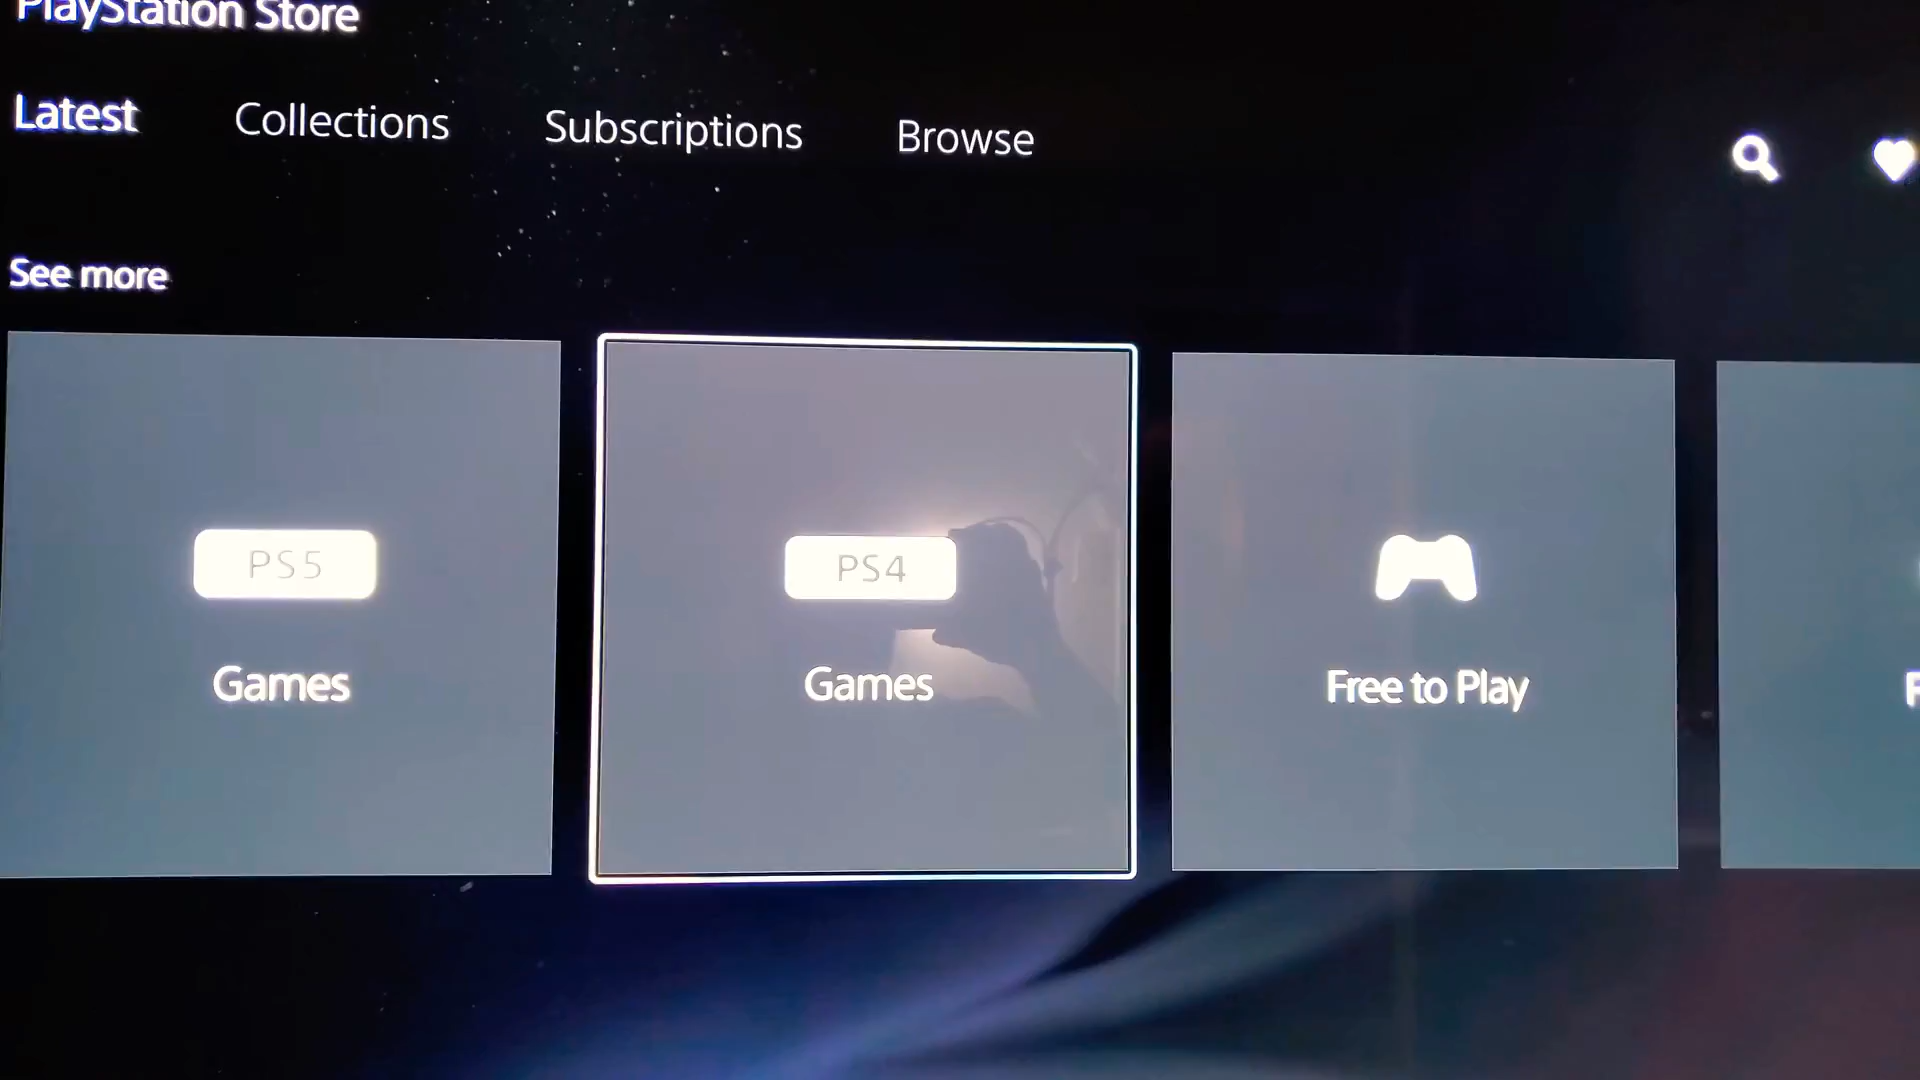 PlayStation Store
Latest Collections Subscriptions Browse
See more
PS5 PS4
Games Games Free to Play